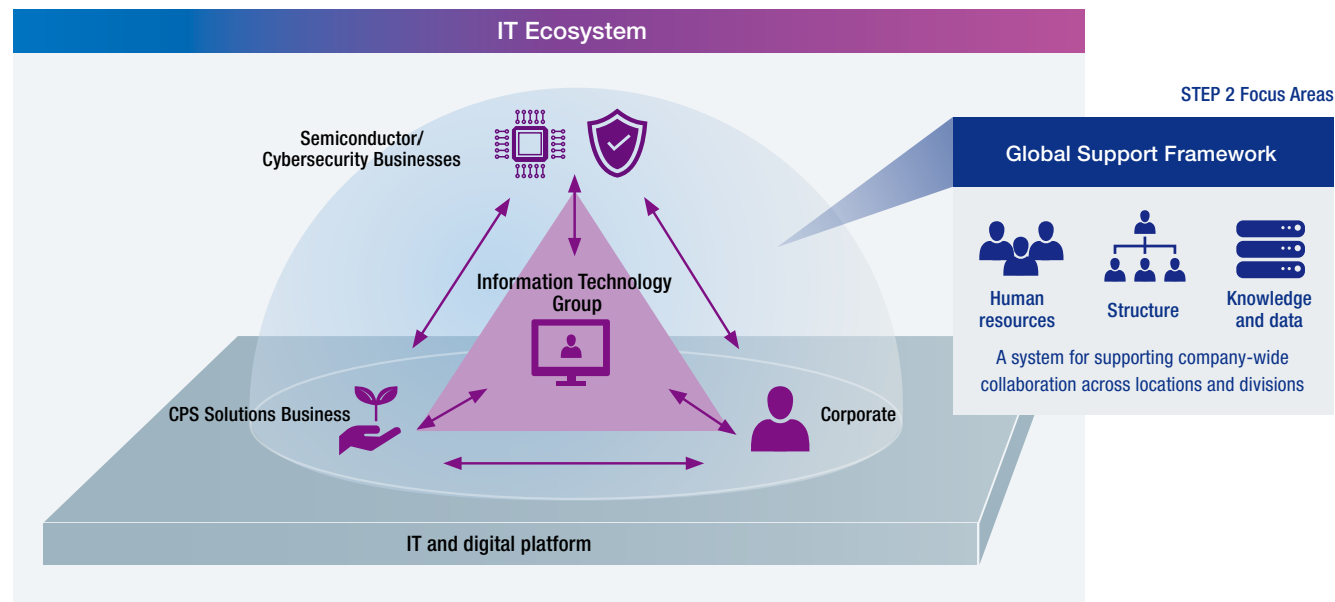 IT Ecosystem
STEP 2 Focus Areas
Semiconductor/
Cybersecurity Businesses
Global Support Framework
Information Technology
Group
Human
resources
Structure
Knowledge
and data
A system for supporting company-wide
collaboration across locations and divisions
CPS Solutions Business
Corporate
IT and digital platform